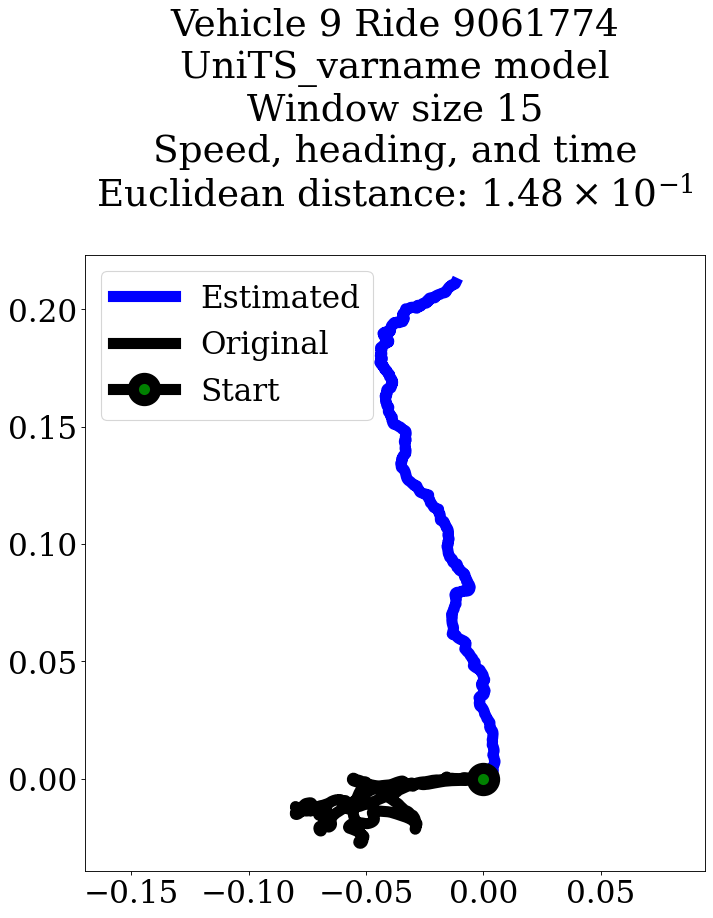 Vehicle 9 Ride 9061774
UniTS_varname model
Window size 15
Speed, heading, and time
Euclidean distance: 1.48 × 10⁻¹
Estimated
Original
Start
0.20
0.15
0.10
0.05
0.00
−0.15
−0.10
−0.05
0.00
0.05